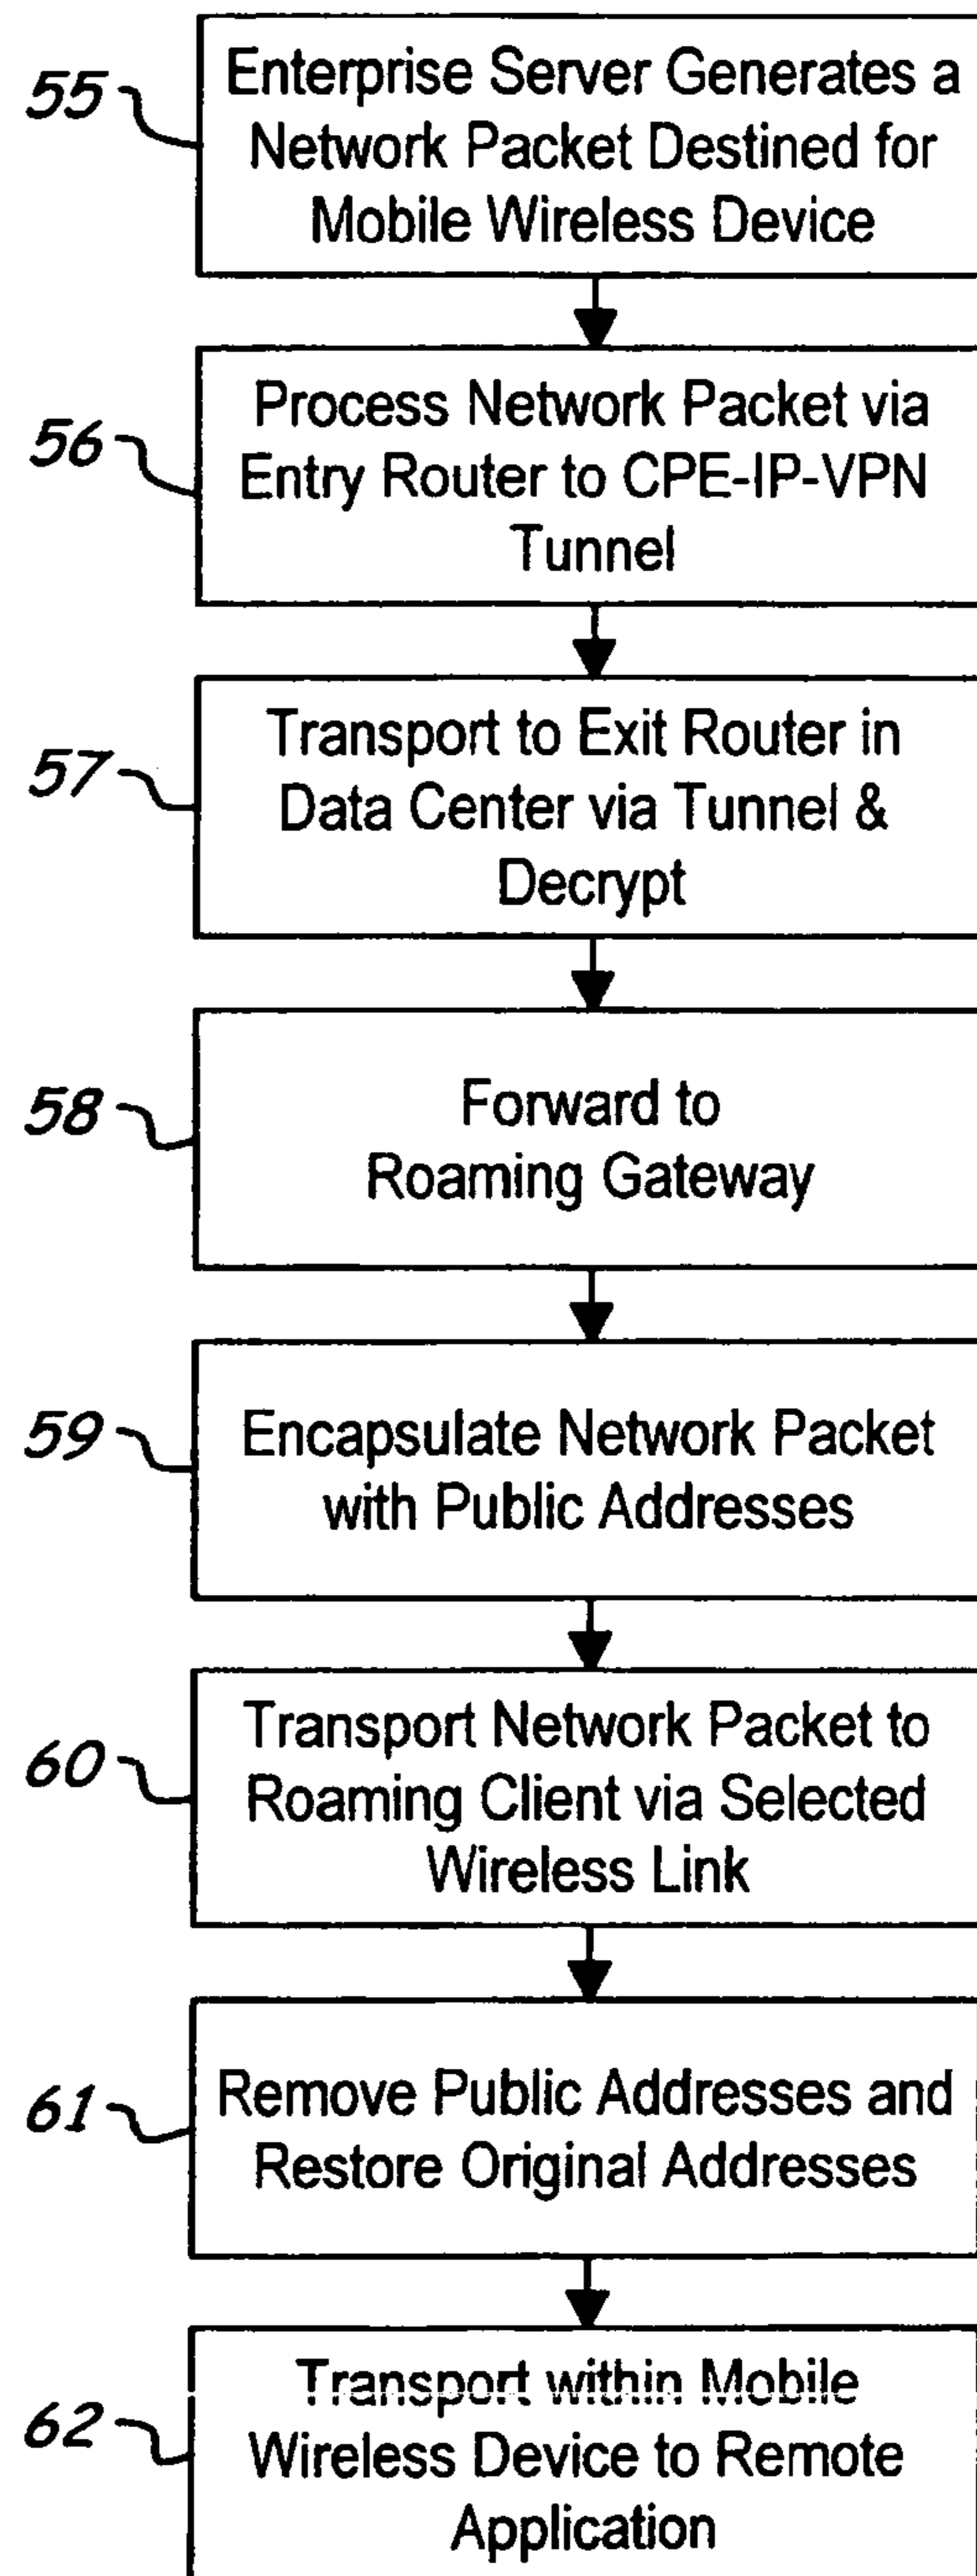 55
Enterprise Server Generates a
Network Packet Destined for
Mobile Wireless Device
56
Process Network Packet via
Entry Router to CPE-IP-VPN
Tunnel
57
Transport to Exit Router in
Data Center via Tunnel &
Decrypt
58
Forward to
Roaming Gateway
59
Encapsulate Network Packet
with Public Addresses
60
Transport Network Packet to
Roaming Client via Selected
Wireless Link
61
Remove Public Addresses and
Restore Original Addresses
62
Transport within Mobile
Wireless Device to Remote
Application